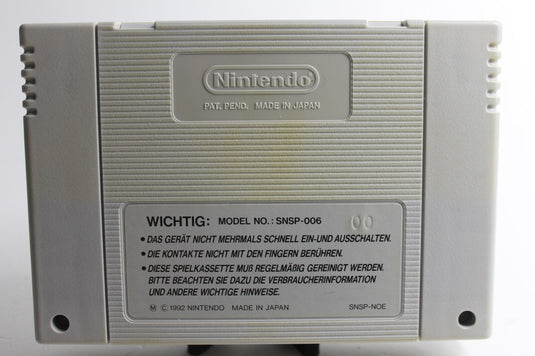 Nintendo
PAT. PEND. MADE IN JAPAN
WICHTIG: MODEL NO.: SNSP-006 00
• DAS GERÄT NICHT MEHRMALS SCHNELL EIN-UND AUSSCHALTEN.
• DIE KONTAKTE NICHT MIT DEN FINGERN BERÜHREN.
• DIESE SPIELKASSETTE MUß REGELMÄßIG GEREINIGT WERDEN.
BITTE BEACHTEN SIE DAZU DIE VERBRAUCHERINFORMATION
UND ANDERE WICHTIGE HINWEISE.
Ⓜ © 1992 NINTENDO MADE IN JAPAN SNSP-NOE